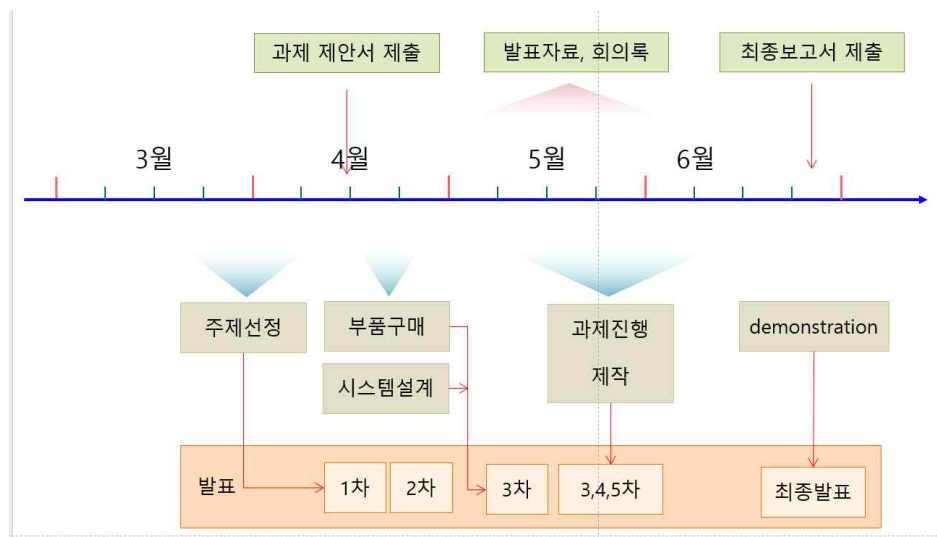 과제 제안서 제출
발표자료, 회의록
최종보고서 제출
3월
4월
5월
6월
주제선정
부품구매
시스템설계
과제진행
제작
demonstration
발표
1차
2차
3차
3,4,5차
최종발표